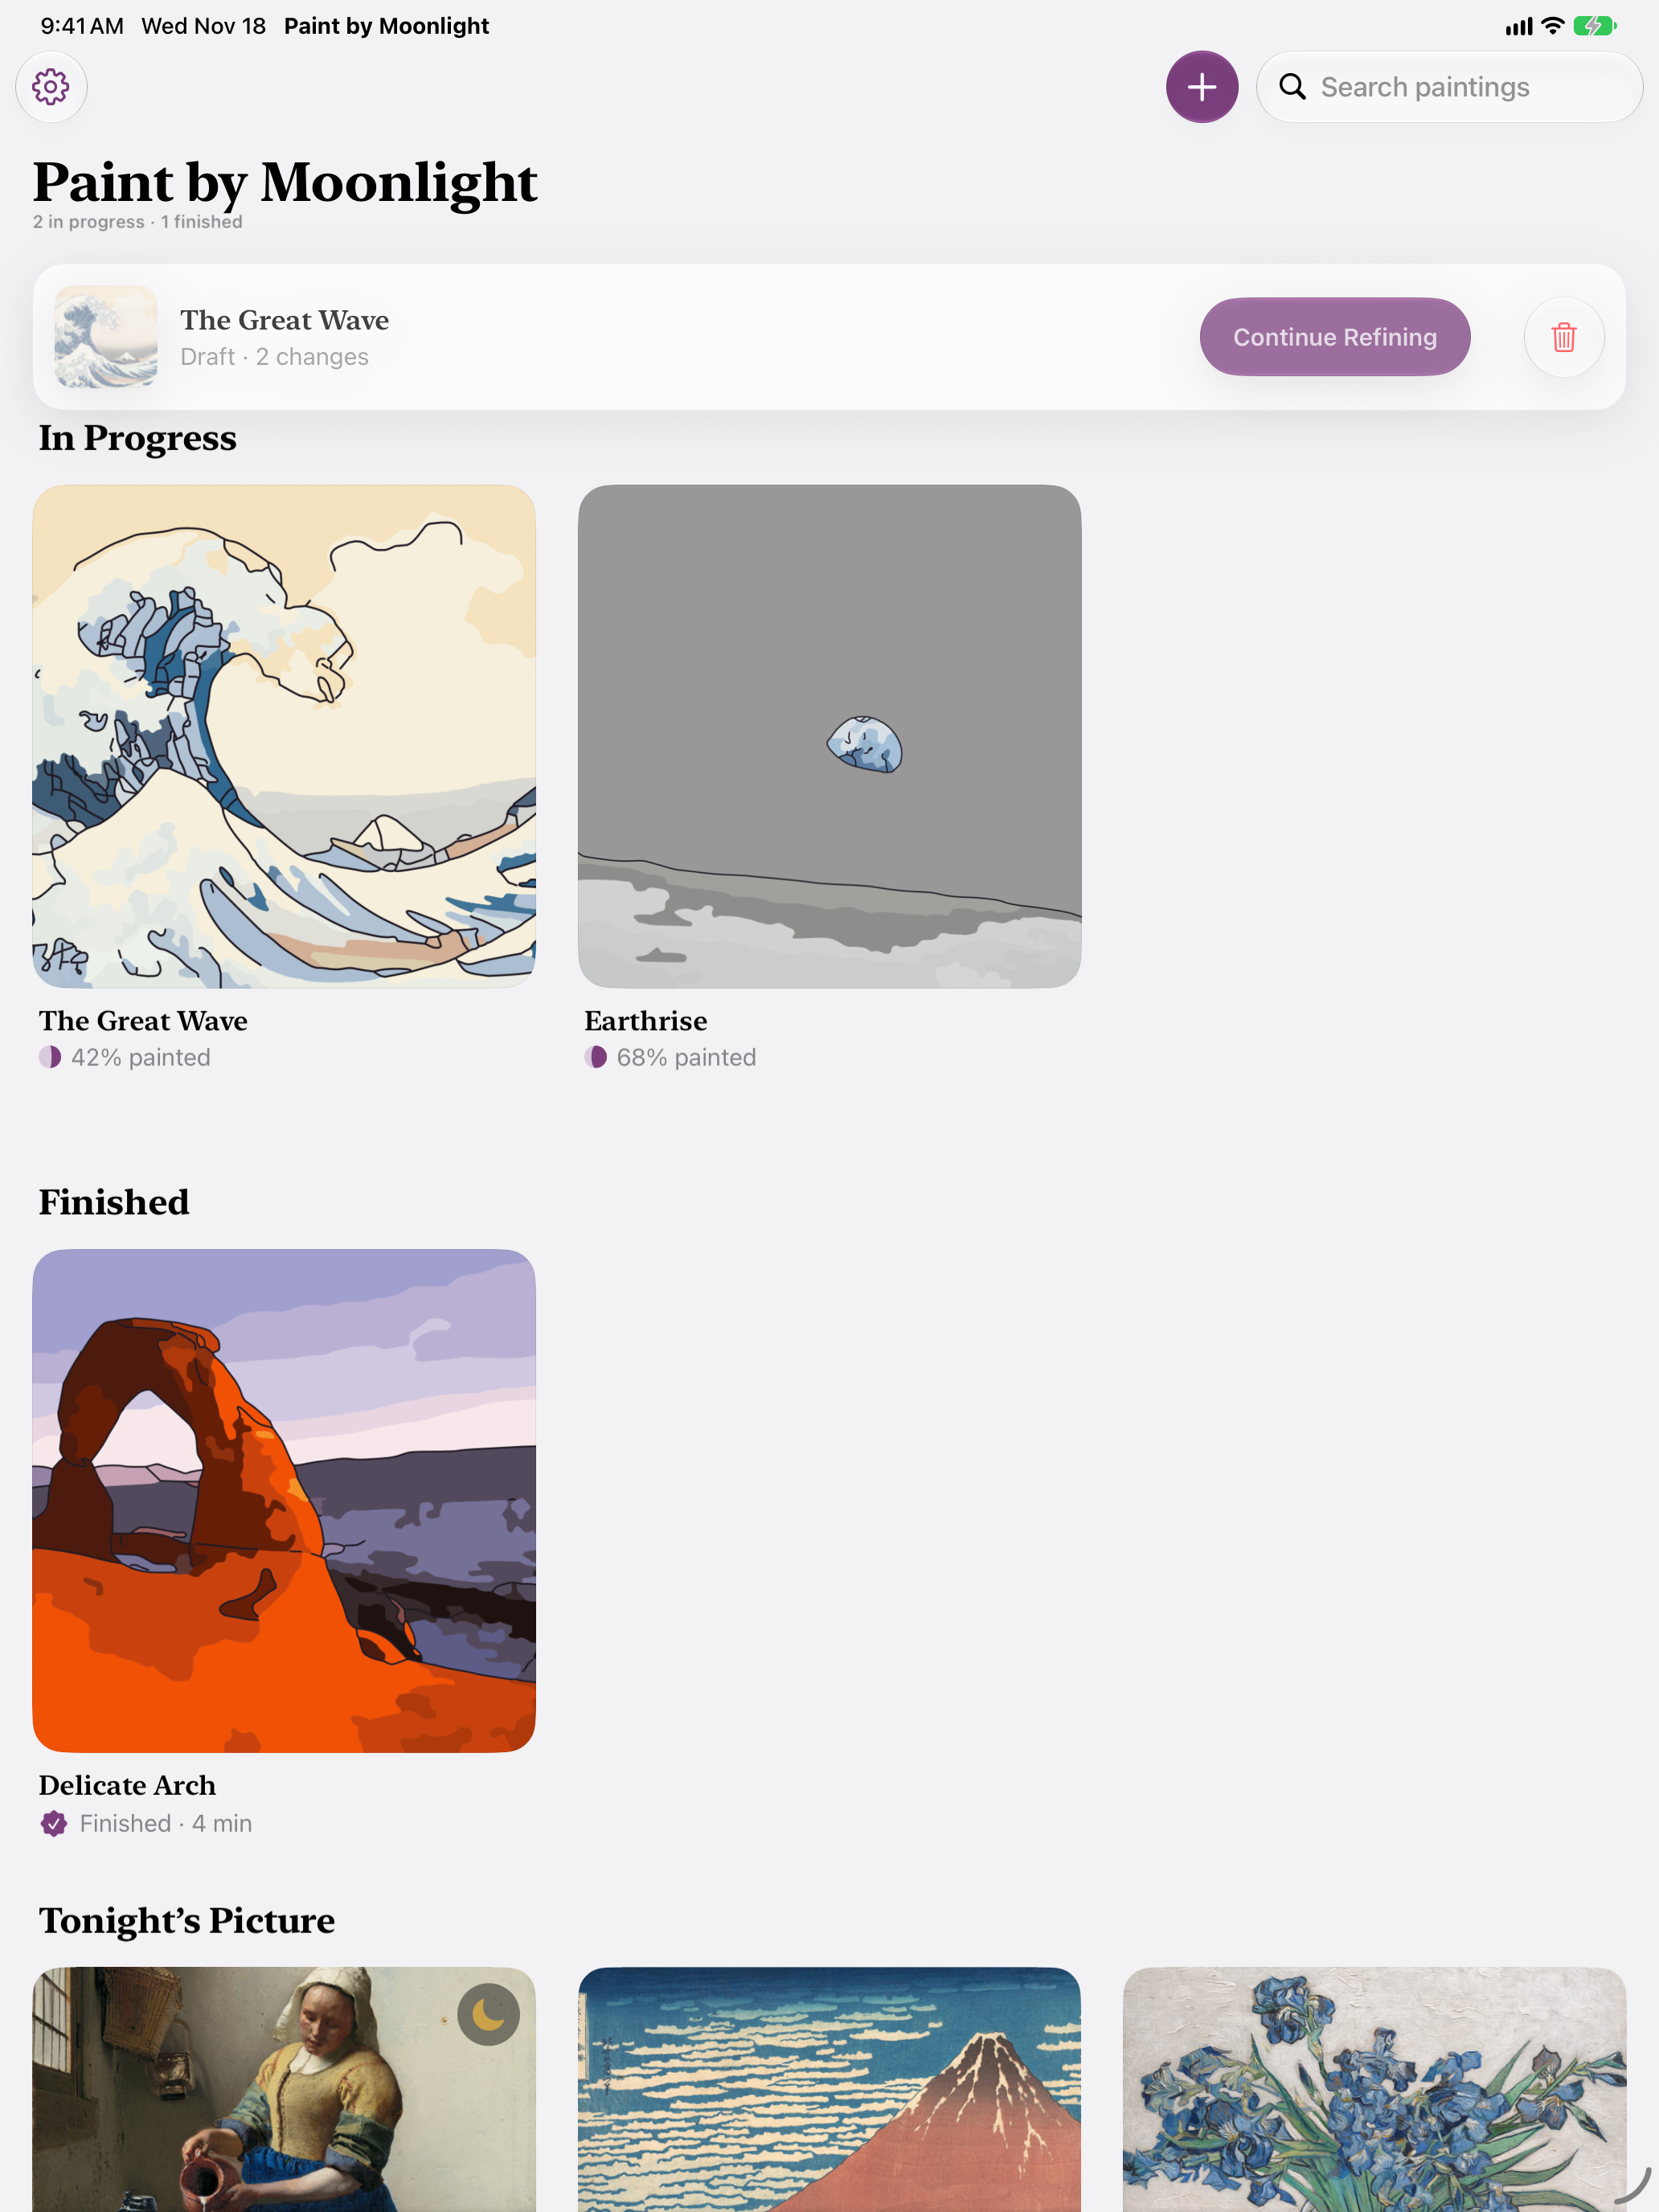 9:41 AM Wed Nov 18 Paint by Moonlight
Search paintings
Paint by Moonlight
2 in progress · 1 finished
The Great Wave
Draft · 2 changes
Continue Refining
In Progress
The Great Wave
42% painted
Earthrise
68% painted
Finished
Delicate Arch
Finished · 4 min
Tonight’s Picture